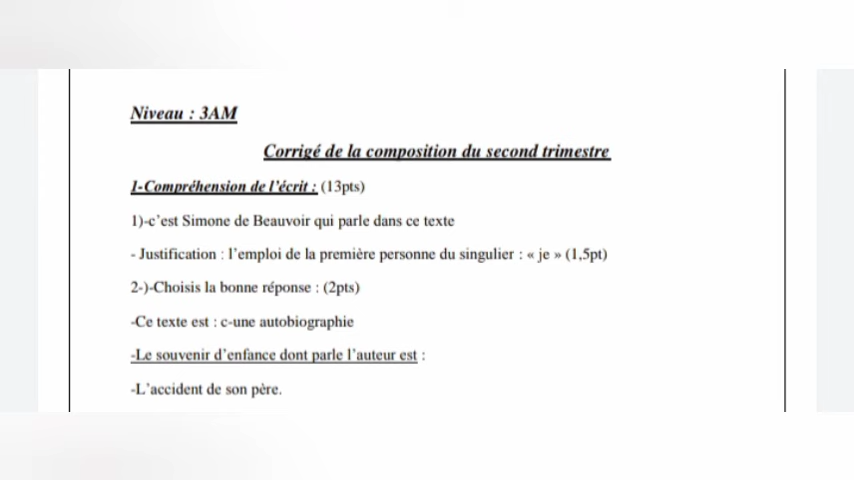 Niveau : 3AM
Corrigé de la composition du second trimestre
1-Compréhension de l'écrit : (13pts)
1)-c'est Simone de Beauvoir qui parle dans ce texte
- Justification : l'emploi de la première personne du singulier : « je » (1,5pt)
2-)-Choisis la bonne réponse : (2pts)
-Ce texte est : c-une autobiographie
-Le souvenir d'enfance dont parle l'auteur est :
-L'accident de son père.